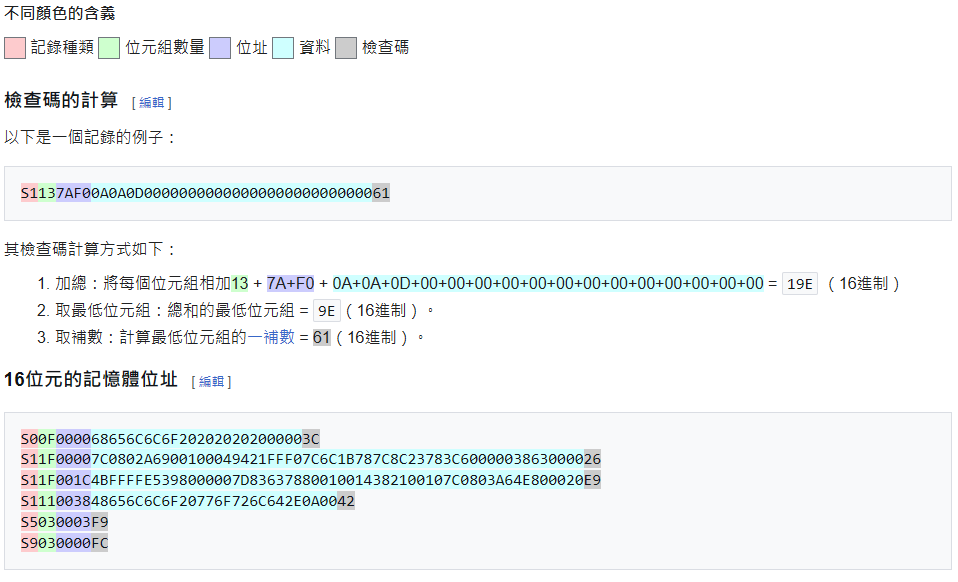 不同顏色的含義
記錄種類 位元組數量 位址 資料 檢查碼
檢查碼的計算 [ 編輯 ]
以下是一個記錄的例子：
S1137AF00A0A0D0000000000000000000000000061
其檢查碼計算方式如下：
1. 加總：將每個位元組相加13 + 7A+F0 + 0A+0A+0D+00+00+00+00+00+00+00+00+00+00+00+00+00 = 19E （16進制）
2. 取最低位元組：總和的最低位元組 = 9E（16進制）。
3. 取補數：計算最低位元組的一補數 = 61（16進制）。
16位元的記憶體位址 [ 編輯 ]
S00F000068656C6C6F202020202000003C
S11F00007C0802A6900100049421FFF07C6C1B787C8C23783C6000003863000026
S11F001C4BFFFFE5398000007D83637880010014382100107C0803A64E800020E9
S111003848656C6C6F20776F726C642E0A0042
S5030003F9
S9030000FC